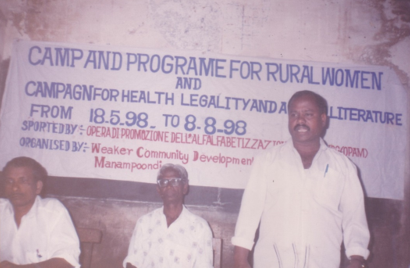 CAMP AND PROGRAME FOR RURAL WOMEN
AND
CAMPAGN FOR HEALTH LEGALITY AND A LITERATURE
FROM 18.5-98. TO 8-8-98
SPORTED BY:- OPERA DI PROMOZIONE DELL'ALFALFABETIZZAZ
ORGANISED BY:- Weaker Community Development
Manampoondi